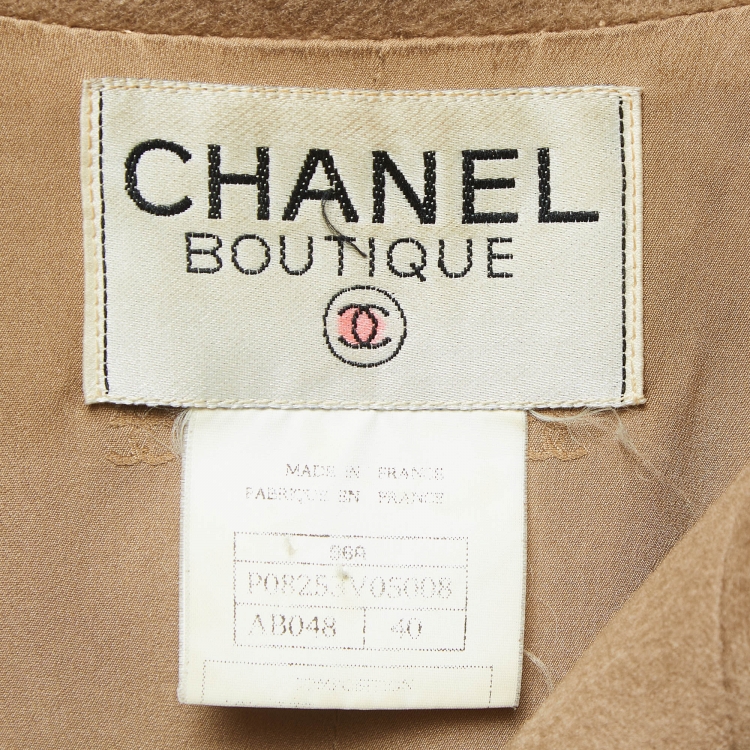 CHANEL
BOUTIQUE
MADE IN FRANCE
FABRIQUE EN FRANCE
96A
P08253V05008
AB048 40